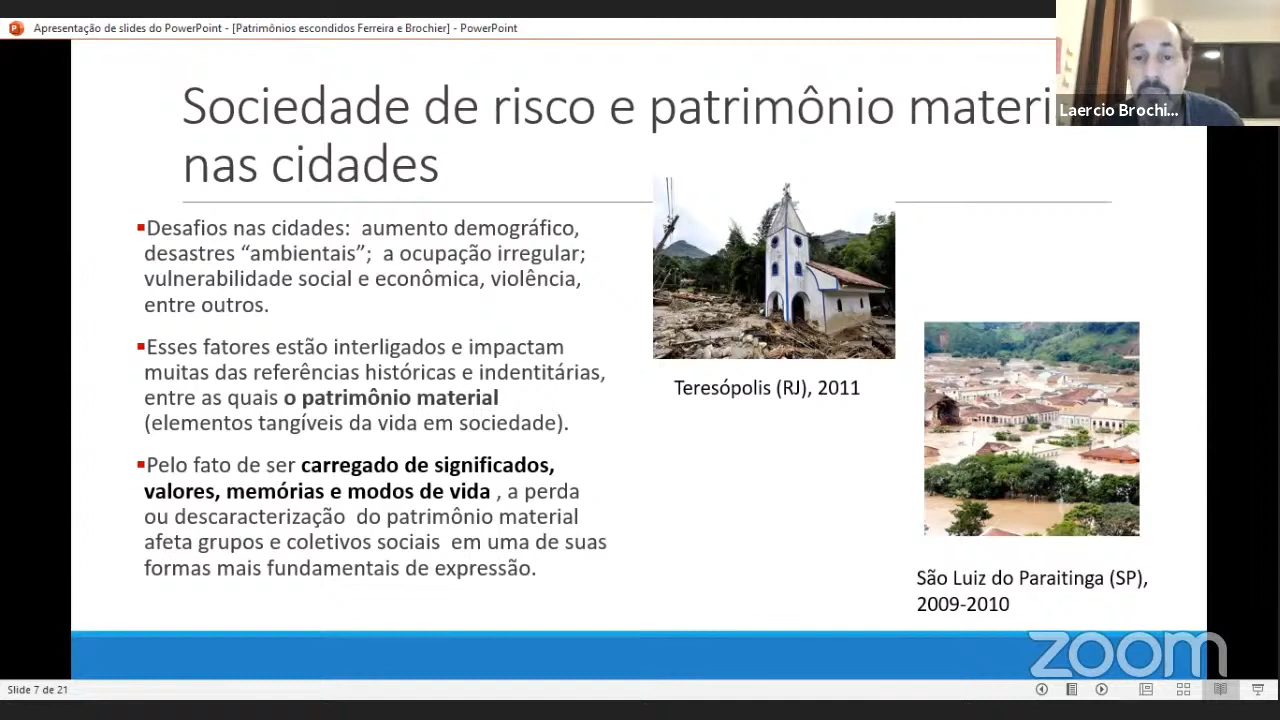 Apresentação de slides do PowerPoint - [Patrimônios escondidos Ferreira e Brochier] - PowerPoint
Laercio Brochi...
Sociedade de risco e patrimônio materi
nas cidades
▪Desafios nas cidades: aumento demográfico,
desastres “ambientais”; a ocupação irregular;
vulnerabilidade social e econômica, violência,
entre outros.
▪Esses fatores estão interligados e impactam
muitas das referências históricas e indentitárias,
entre as quais o patrimônio material
(elementos tangíveis da vida em sociedade).
▪Pelo fato de ser carregado de significados,
valores, memórias e modos de vida , a perda
ou descaracterização do patrimônio material
afeta grupos e coletivos sociais em uma de suas
formas mais fundamentais de expressão.
Teresópolis (RJ), 2011
São Luiz do Paraitinga (SP),
2009-2010
zoom
Slide 7 de 21